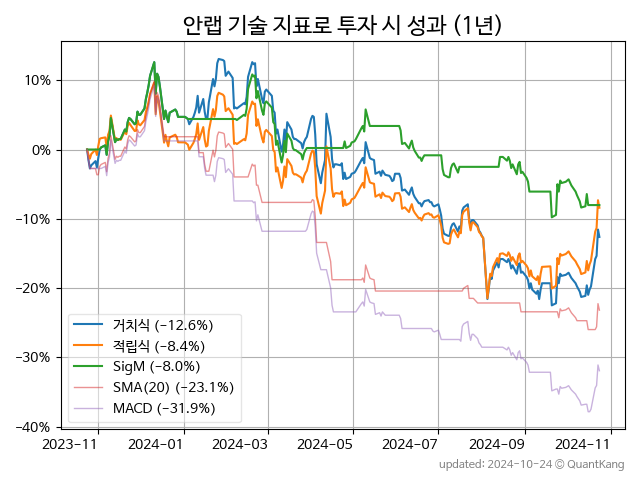 안랩 기술 지표로 투자 시 성과 (1년)
10%
0%
−10%
−20%
−30%
−40%
거치식 (−12.6%)
적립식 (−8.4%)
SigM (−8.0%)
SMA(20) (−23.1%)
MACD (−31.9%)
2023-11 2024-01 2024-03 2024-05 2024-07 2024-09 2024-11
updated: 2024-10-24 © QuantKang